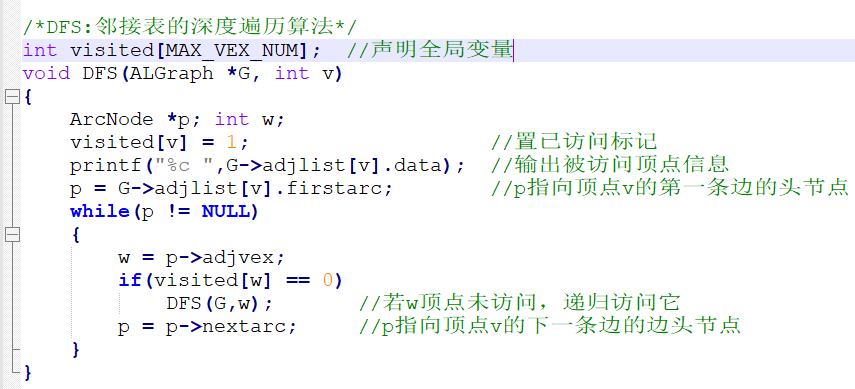 /*DFS:邻接表的深度遍历算法*/
int visited[MAX_VEX_NUM];  //声明全局变量
void DFS(ALGraph *G, int v)
{
    ArcNode *p; int w;
    visited[v] = 1;                    //置已访问标记
    printf("%c ",G->adjlist[v].data);  //输出被访问顶点信息
    p = G->adjlist[v].firstarc;        //p指向顶点v的第一条边的头节点
    while(p != NULL)
    {
        w = p->adjvex;
        if(visited[w] == 0)
            DFS(G,w);       //若w顶点未访问，递归访问它
        p = p->nextarc;     //p指向顶点v的下一条边的边头节点
    }
}